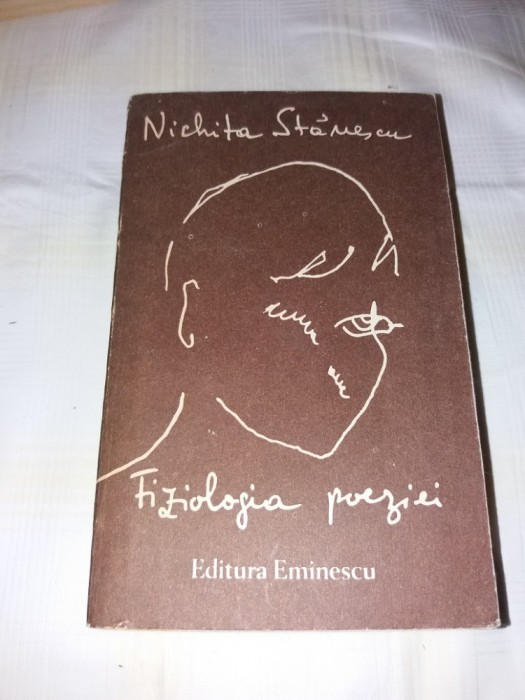 Nichita Stănescu
Fiziologia poeziei
Editura Eminescu